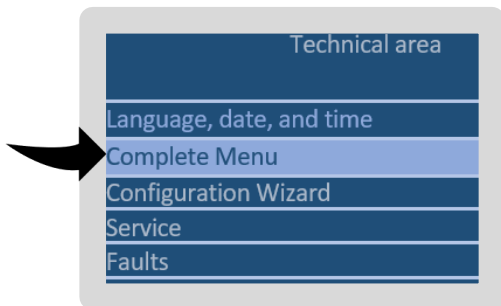 Technical area
Language, date, and time
Complete Menu
Configuration Wizard
Service
Faults